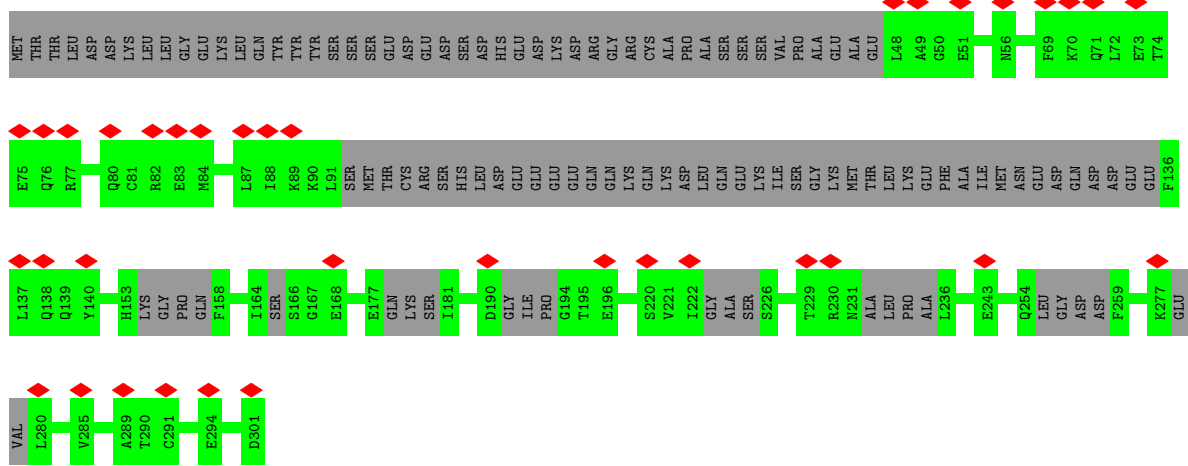 MET THR THR LEU ASP ASP LYS LEU LEU GLY GLU LYS LEU GLN TYR TYR TYR SER SER SER GLU ASP GLU ASP SER ASP HIS GLU ASP LYS ASP ARG GLY ARG CYS ALA PRO ALA SER SER SER VAL PRO ALA GLU ALA GLU L48 A49 G50 E51 N56 F69 K70 Q71 L72 E73 T74
E75 Q76 R77 Q80 C81 R82 E83 M84 L87 I88 K89 K90 L91 SER MET THR CYS ARG SER HIS LEU ASP GLU GLU GLU GLU GLN GLN LYS GLN LYS ASP LEU GLN GLU LYS ILE SER GLY LYS MET THR LEU LYS GLU PHE ALA ILE MET ASN GLU ASP GLN ASP ASP GLU GLU F136
L137 Q138 Q139 Y140 H153 LYS GLY PRO GLN F158 I164 SER S166 G167 E168 E177 GLN LYS SER I181 D190 GLY ILE PRO G194 T195 E196 S220 V221 I222 GLY ALA SER S226 T229 R230 N231 ALA LEU PRO ALA L236 E243 Q254 LEU GLY ASP ASP F259 K277 GLU
VAL L280 V285 A289 T290 C291 E294 D301